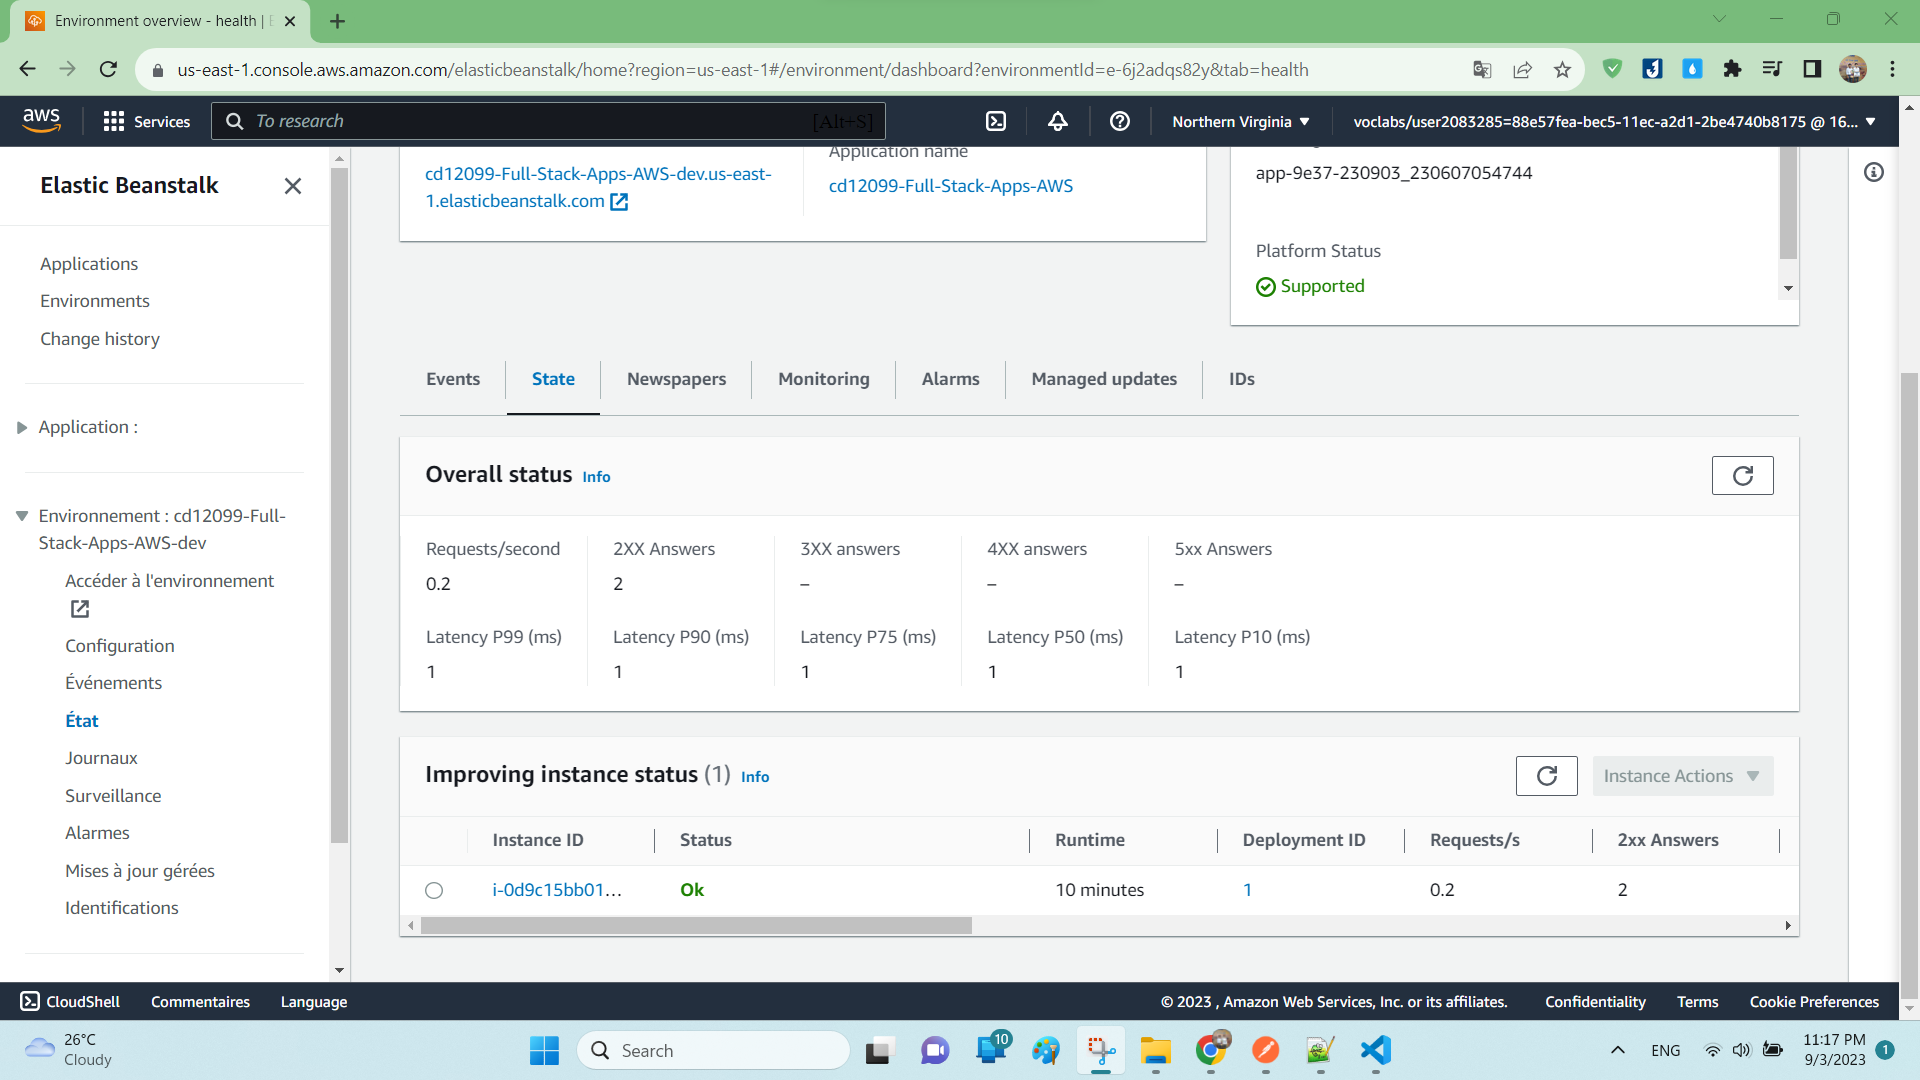 Environment overview - health | E
us-east-1.console.aws.amazon.com/elasticbeanstalk/home?region=us-east-1#/environment/dashboard?environmentId=e-6j2adqs82y&tab=health
aws
Services
To research
[Alt+S]
Northern Virginia
voclabs/user2083285=88e57fea-bec5-11ec-a2d1-2be4740b8175 @ 16...
Elastic Beanstalk
Applications
Environments
Change history
Application :
Environnement : cd12099-Full-
Stack-Apps-AWS-dev
Accéder à l'environnement
Configuration
Événements
État
Journaux
Surveillance
Alarmes
Mises à jour gérées
Identifications
cd12099-Full-Stack-Apps-AWS-dev.us-east-
1.elasticbeanstalk.com
Application name
cd12099-Full-Stack-Apps-AWS
app-9e37-230903_230607054744
Platform Status
Supported
Events
State
Newspapers
Monitoring
Alarms
Managed updates
IDs
Overall status Info
Requests/second
0.2
2XX Answers
2
3XX answers
–
4XX answers
–
5xx Answers
–
Latency P99 (ms)
1
Latency P90 (ms)
1
Latency P75 (ms)
1
Latency P50 (ms)
1
Latency P10 (ms)
1
Improving instance status (1) Info
Instance Actions
Instance ID Status Runtime Deployment ID Requests/s 2xx Answers
i-0d9c15bb01... Ok 10 minutes 1 0.2 2
CloudShell Commentaires Language
© 2023 , Amazon Web Services, Inc. or its affiliates. Confidentiality Terms Cookie Preferences
26°C
Cloudy
Search
10
ENG
11:17 PM
9/3/2023
1